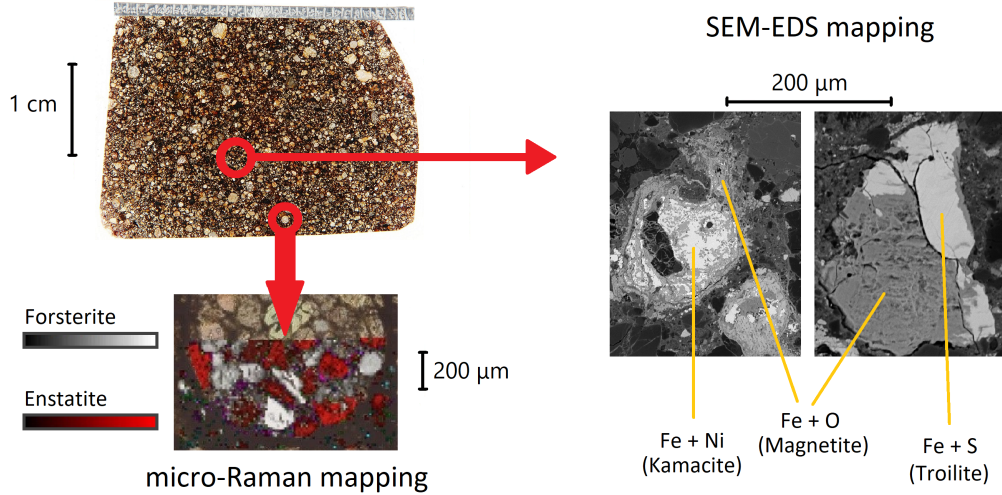 SEM-EDS mapping
1 cm
200 µm
Forsterite
Enstatite
200 µm
micro-Raman mapping
Fe + Ni
(Kamacite)
Fe + O
(Magnetite)
Fe + S
(Troilite)